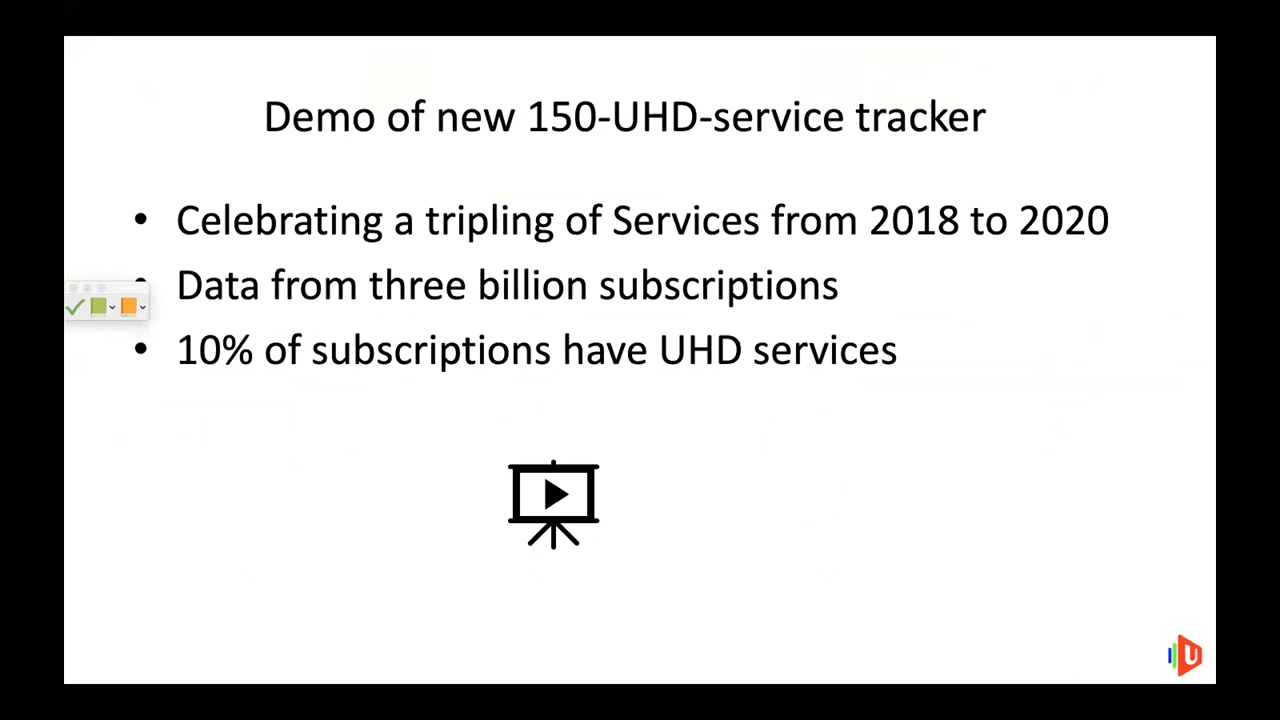 Demo of new 150-UHD-service tracker
• Celebrating a tripling of Services from 2018 to 2020
• Data from three billion subscriptions
• 10% of subscriptions have UHD services
U